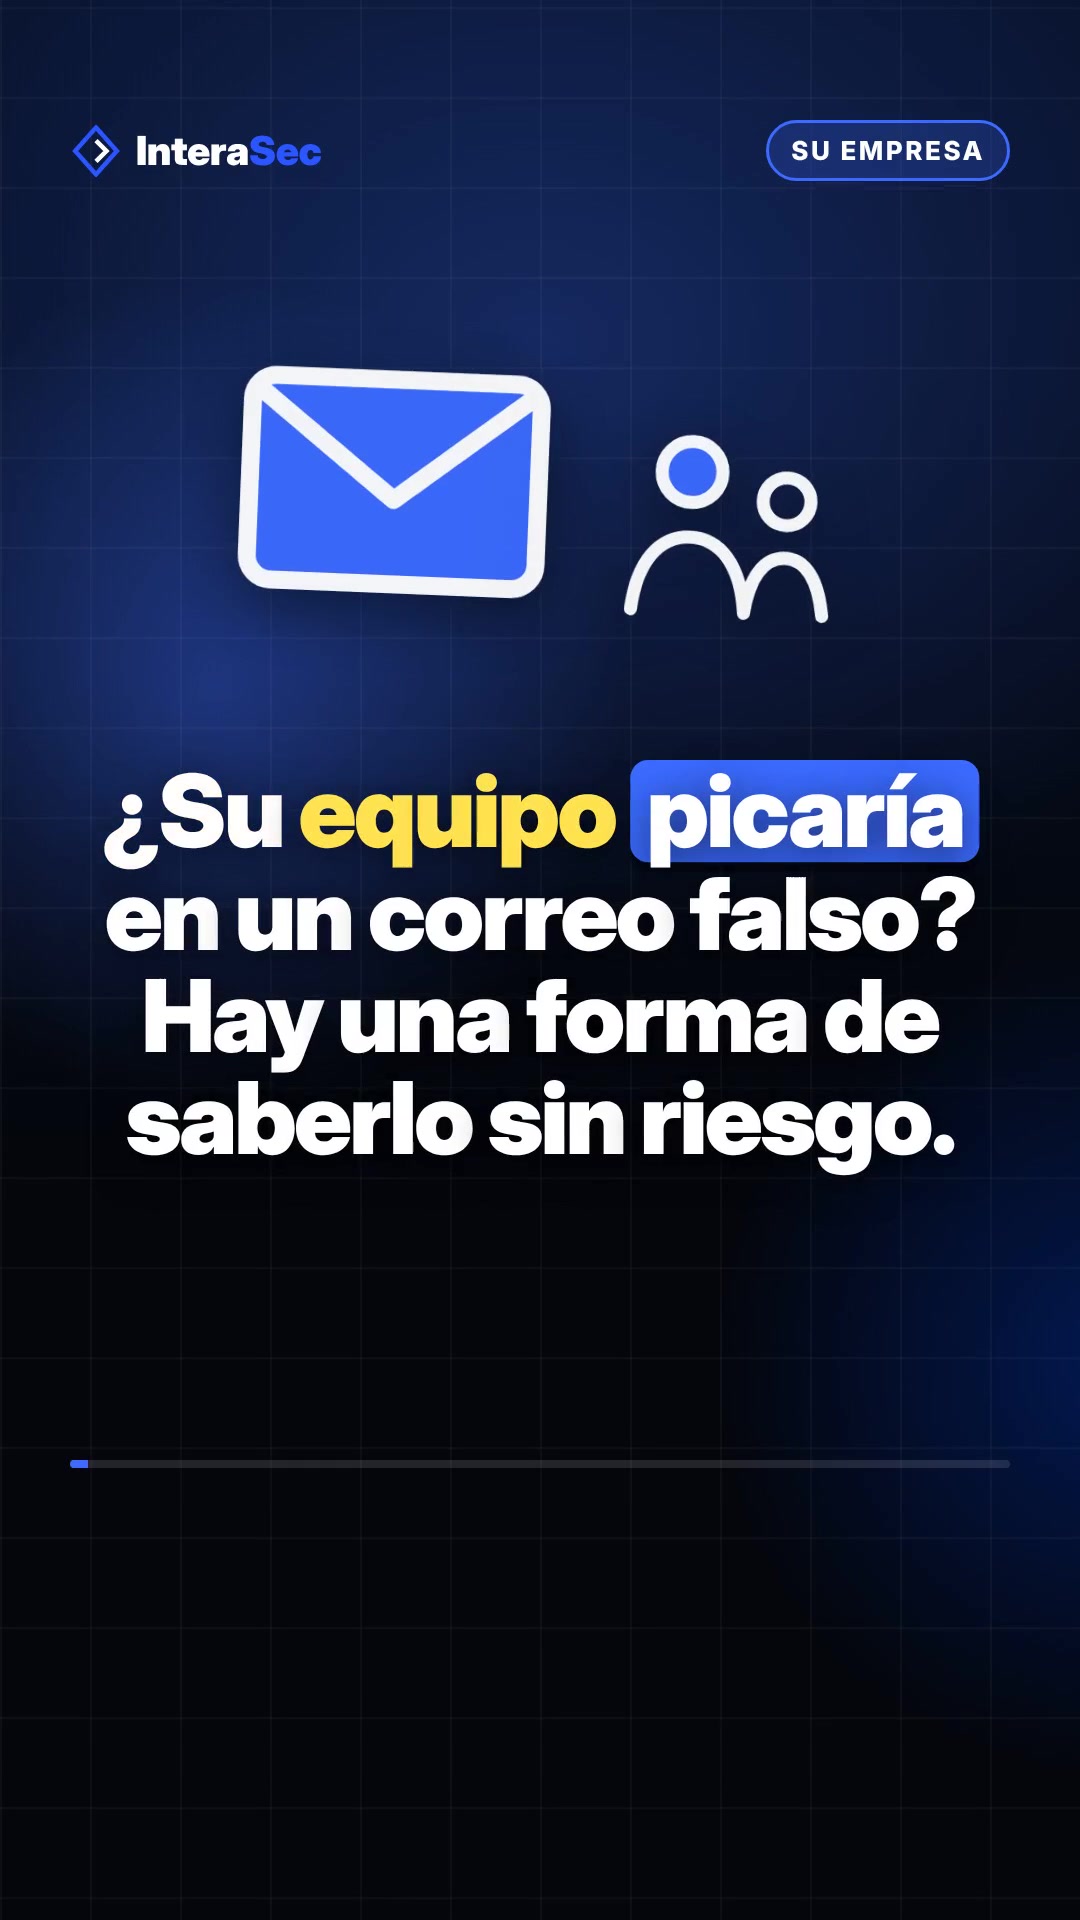 InteraSec
SU EMPRESA
¿Su equipo picaría
en un correo falso?
Hay una forma de
saberlo sin riesgo.